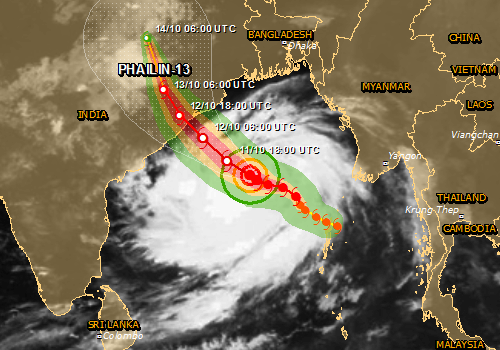 14/10 06:00 UTC
BANGLADESH
Dhaka
CHINA
PHAILIN-13
VIETNAM
13/10 06:00 UTC
MYANMAR
12/10 18:00 UTC
LAOS
INDIA
12/10 06:00 UTC
Viangchan
11/10 18:00 UTC
Yangon
THAILAND
Krung Thep
CAMBODIA
SRI LANKA
Colombo
MALAYSIA